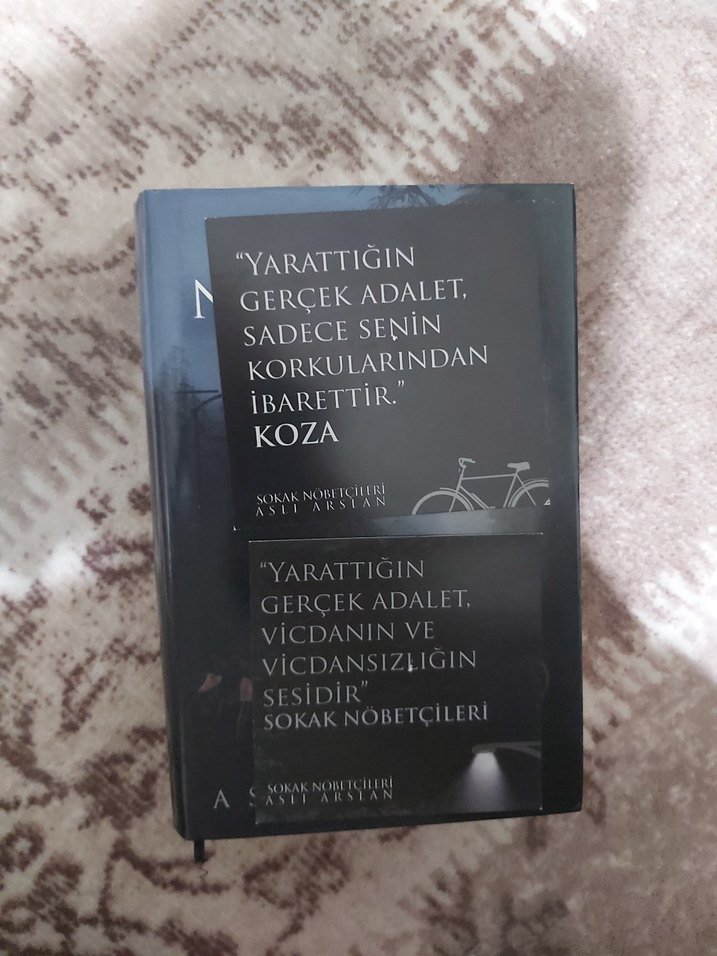 N
“YARATTIĞIN
GERÇEK ADALET,
SADECE SENİN
KORKULARINDAN
İBARETTİR.”
KOZA
SOKAK NÖBETÇİLERİ
ASLI ARSLAN
“YARATTIĞIN
GERÇEK ADALET,
VİCDANIN VE
VİCDANSIZLIĞIN
SESİDİR”
SOKAK NÖBETÇİLERİ
SOKAK NÖBETÇİLERİ
ASLI ARSLAN
A S